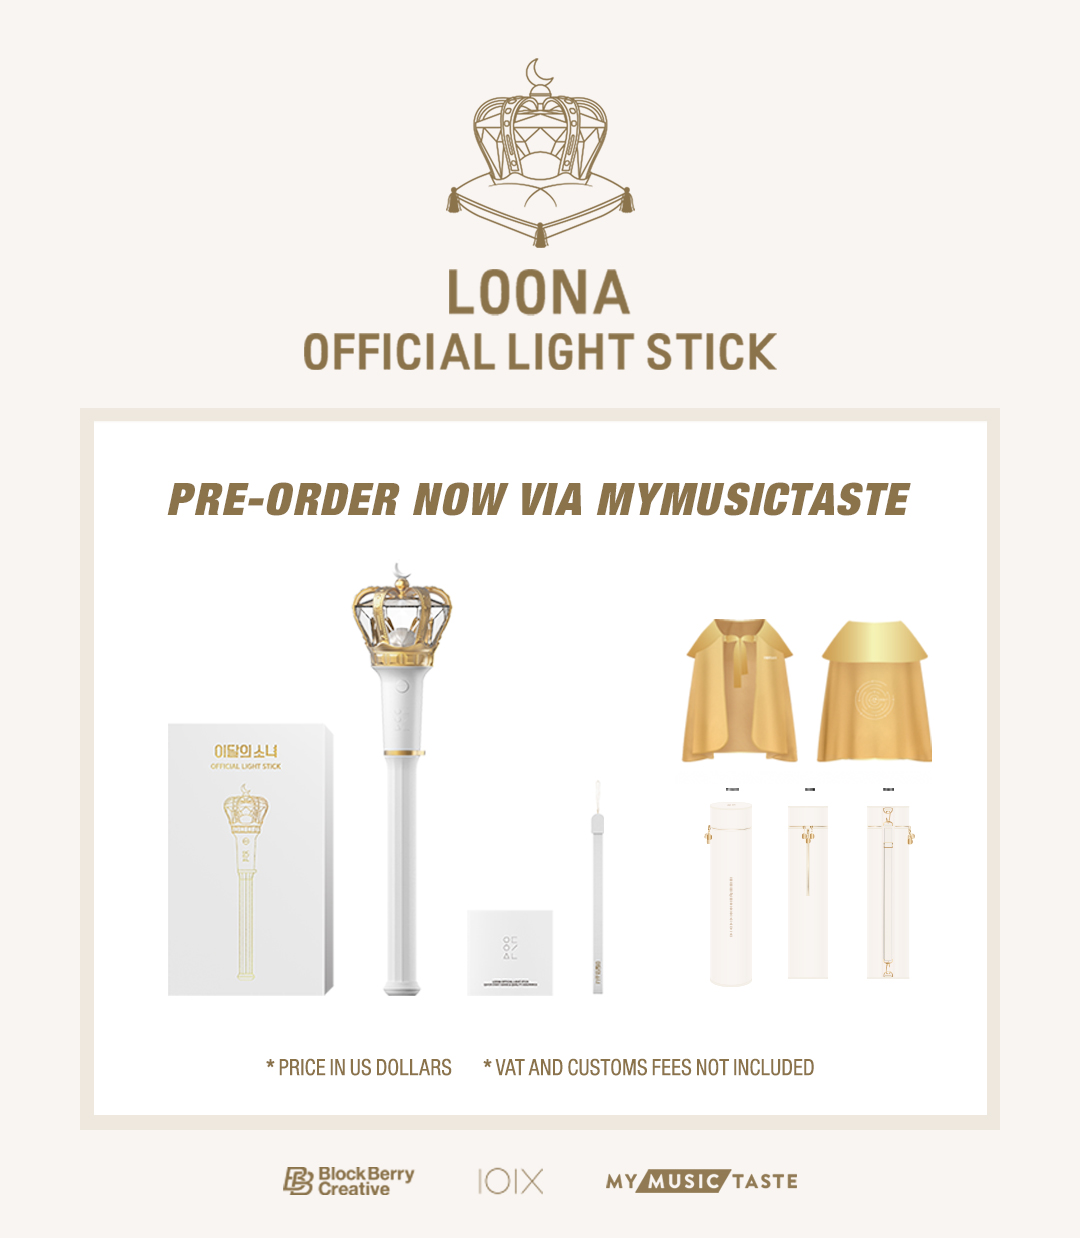 LOONA
OFFICIAL LIGHT STICK
PRE-ORDER NOW VIA MYMUSICTASTE
이달의 소녀
OFFICIAL LIGHT STICK
* PRICE IN US DOLLARS * VAT AND CUSTOMS FEES NOT INCLUDED
BlockBerry
Creative
IOIX
MY MUSIC TASTE